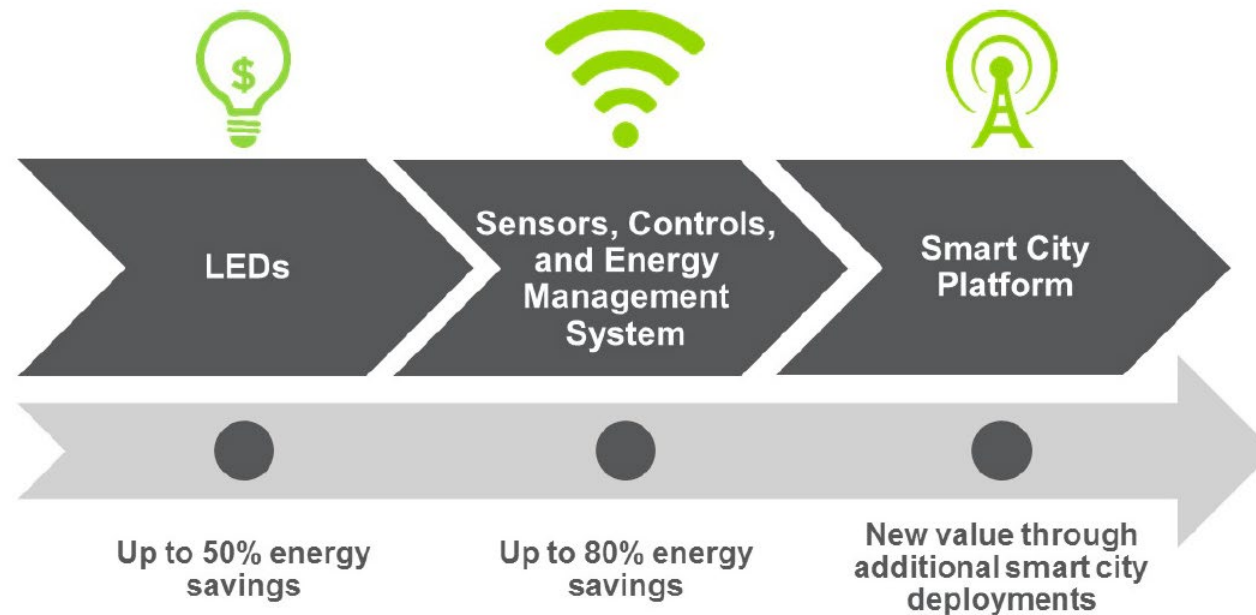 $
LEDs
Sensors, Controls,
and Energy
Management
System
Smart City
Platform
Up to 50% energy
savings
Up to 80% energy
savings
New value through
additional smart city
deployments